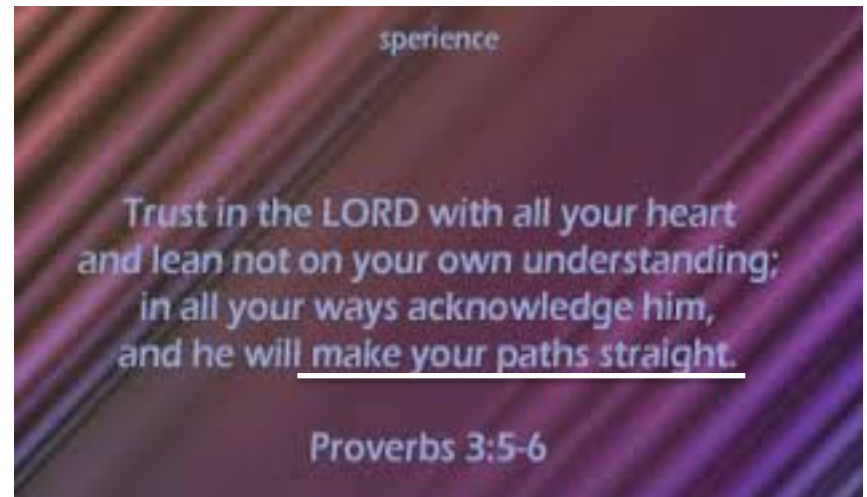 sperience
Trust in the LORD with all your heart
and lean not on your own understanding;
in all your ways acknowledge him,
and he will make your paths straight.
Proverbs 3:5-6